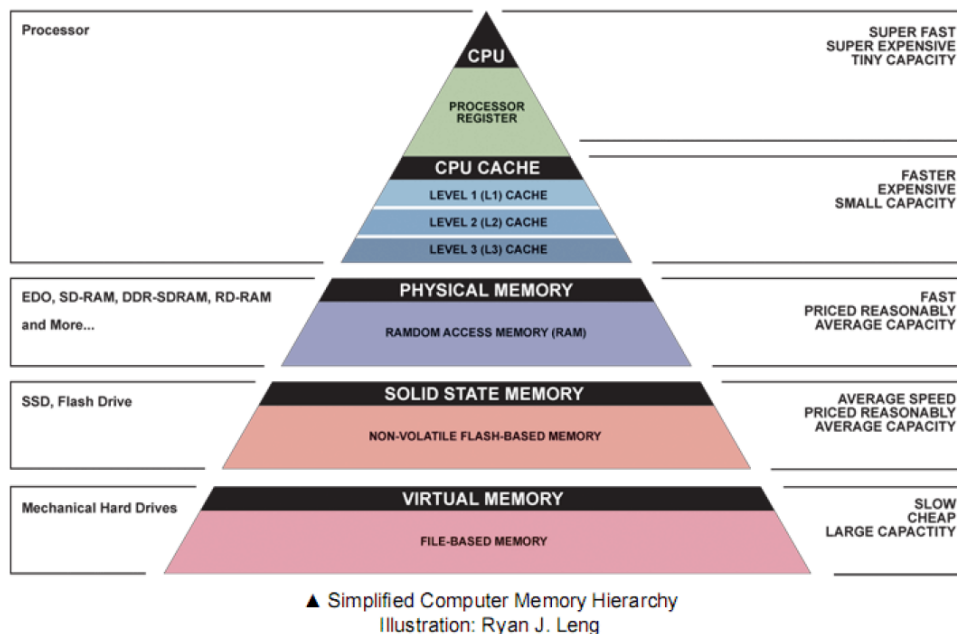 Processor
CPU
SUPER FAST
SUPER EXPENSIVE
TINY CAPACITY
PROCESSOR
REGISTER
CPU CACHE
LEVEL 1 (L1) CACHE
LEVEL 2 (L2) CACHE
LEVEL 3 (L3) CACHE
FASTER
EXPENSIVE
SMALL CAPACITY
EDO, SD-RAM, DDR-SDRAM, RD-RAM
and More...
PHYSICAL MEMORY
RAMDOM ACCESS MEMORY (RAM)
FAST
PRICED REASONABLY
AVERAGE CAPACITY
SSD, Flash Drive
SOLID STATE MEMORY
NON-VOLATILE FLASH-BASED MEMORY
AVERAGE SPEED
PRICED REASONABLY
AVERAGE CAPACITY
Mechanical Hard Drives
VIRTUAL MEMORY
FILE-BASED MEMORY
SLOW
CHEAP
LARGE CAPACTITY
▲ Simplified Computer Memory Hierarchy
Illustration: Ryan J. Leng